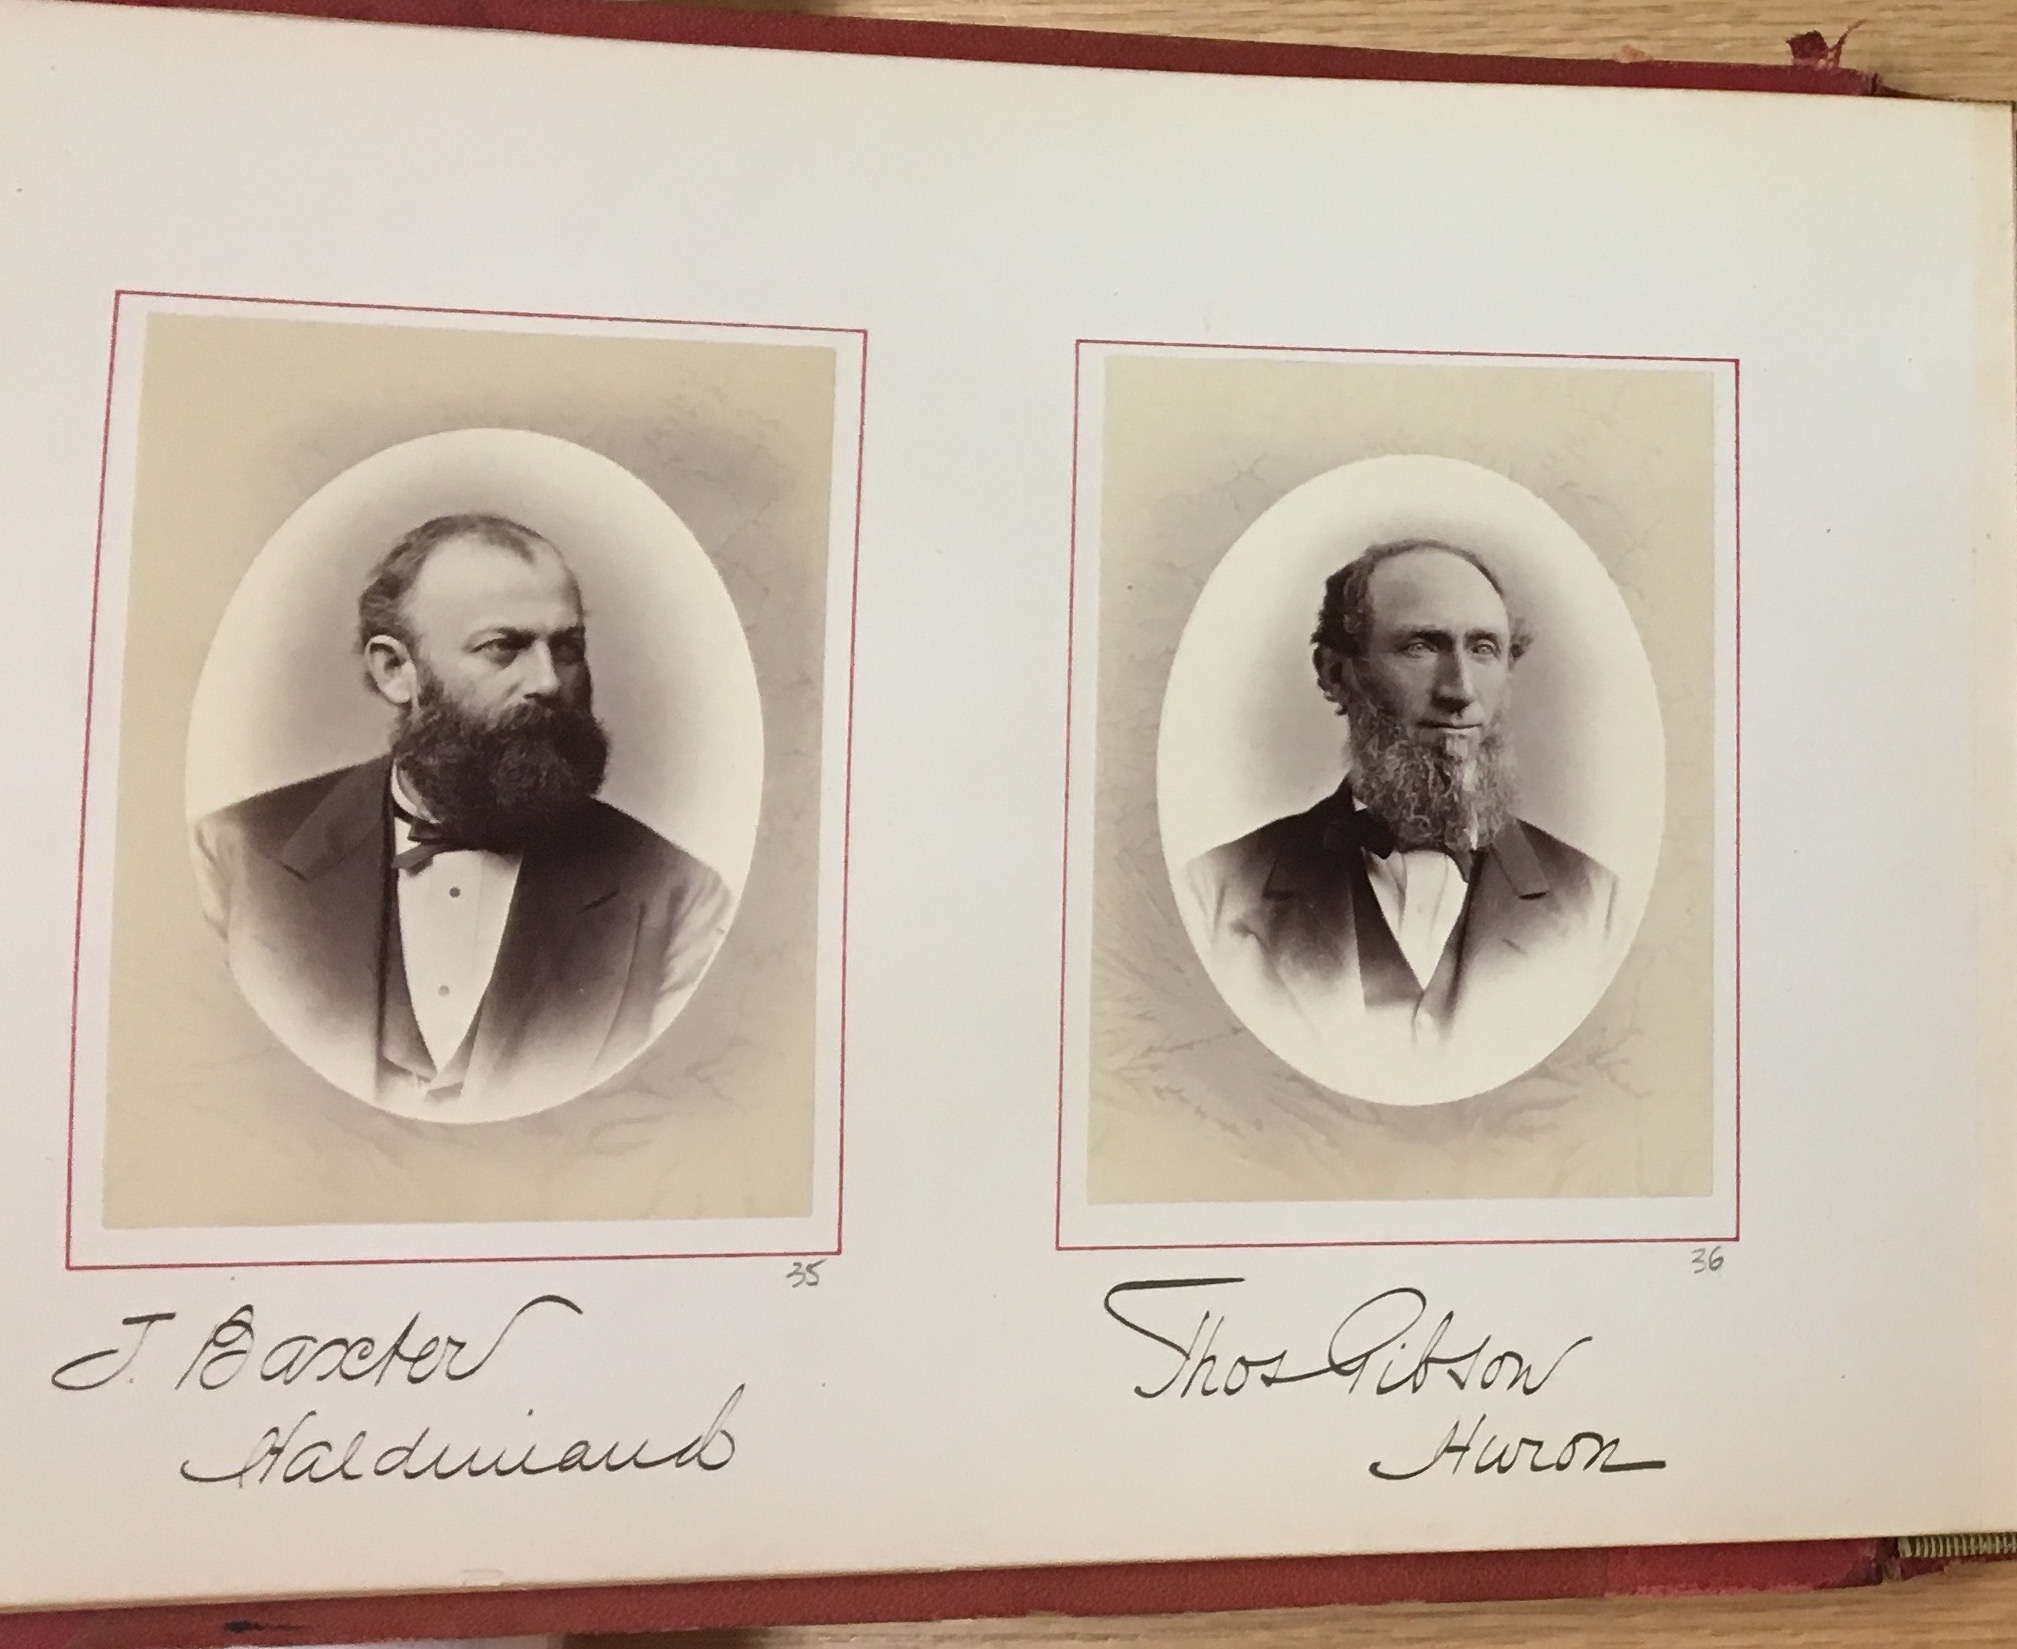 35
J. Baxter
Haldimand
36
Thos Gibson
Huron